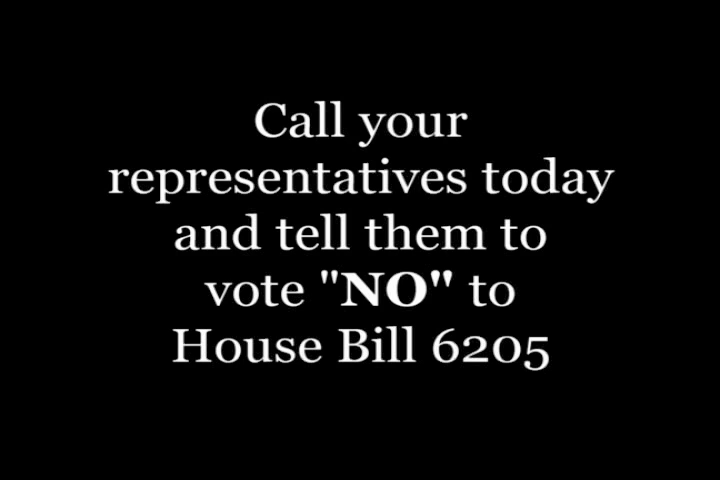 Call your
representatives today
and tell them to
vote "NO" to
House Bill 6205